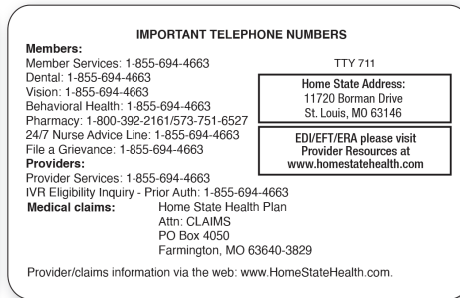 IMPORTANT TELEPHONE NUMBERS
Members:
Member Services: 1-855-694-4663
TTY 711
Dental: 1-855-694-4663
Vision: 1-855-694-4663
Behavioral Health: 1-855-694-4663
Pharmacy: 1-800-392-2161/573-751-6527
24/7 Nurse Advice Line: 1-855-694-4663
File a Grievance: 1-855-694-4663
Home State Address:
11720 Borman Drive
St. Louis, MO 63146
EDI/EFT/ERA please visit
Provider Resources at
www.homestatehealth.com
Providers:
Provider Services: 1-855-694-4663
IVR Eligibility Inquiry - Prior Auth: 1-855-694-4663
Medical claims: Home State Health Plan
Attn: CLAIMS
PO Box 4050
Farmington, MO 63640-3829
Provider/claims information via the web: www.HomeStateHealth.com.